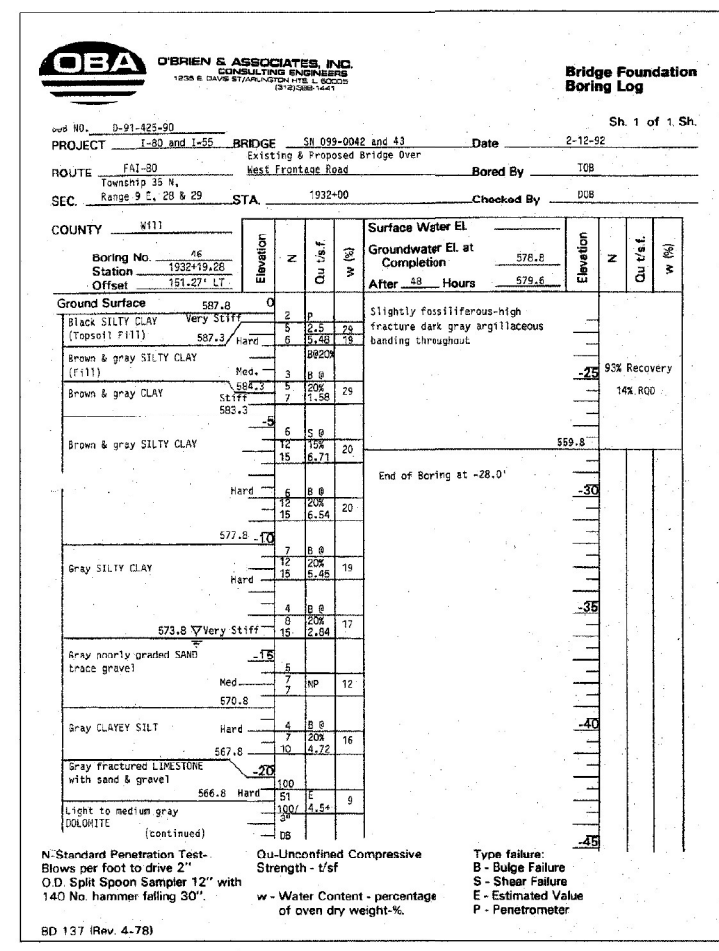 OBA
O'BRIEN & ASSOCIATES, INC.
CONSULTING ENGINEERS
1235 E. DAVIS ST/ARLINGTON HTS. L 60005
Bridge Foundation
Boring Log
Sh. 1 of 1 Sh.
NO. D-91-425-90
PROJECT I-80 and I-55 BRIDGE SN 099-0042 and 43 Date 2-12-92
Existing & Proposed Bridge Over
ROUTE FAI-80 West Frontage Road Bored By TOB
Township 35 N,
SEC. Range 9 E, 28 & 29 STA. 1932+00 Checked By DOB
COUNTY Will
Boring No. 46
Station 1932+19.28
Offset 151.27' LT
Elevation N Qu t/s.f. w (%)
Surface Water El.
Groundwater El. at
Completion 578.8
After 48 Hours 579.6
Elevation N Qu t/s.f. w (%)
Ground Surface 587.8 0
Black SILTY CLAY Very Stiff 2 P
(Topsoil Fill) 587.3 5 2.5 29
Hard 6 5.48 19
Brown & gray SILTY CLAY B@20%
(Fill) Med. 3 B @
584.3 5 20% 29
Brown & gray CLAY Stiff 7 1.58
583.3
-5
6 S @
Brown & gray SILTY CLAY 12 15% 20
15 6.71
Hard 6 B @
12 20% 20
15 6.54
577.8 -10
7 B @
Gray SILTY CLAY 12 20% 19
Hard 15 5.45
4 B @
8 20% 17
573.8 Very Stiff 15 2.84
Gray poorly graded SAND -15
trace gravel 5
Med. 7 NP 12
7
570.8
Gray CLAYEY SILT Hard 4 B @
7 20% 16
567.8 10 4.72
Gray fractured LIMESTONE -20
with sand & gravel 100
566.8 Hard 51 E 9
Light to medium gray 100/ 4.5+
DOLOMITE 3"
(continued) DB
Slightly fossiliferous-high
fracture dark gray argillaceous
banding throughout
-25 93% Recovery
14% RQD
559.8
End of Boring at -28.0'
-30
-35
-40
-45
N-Standard Penetration Test-
Blows per foot to drive 2"
O.D. Split Spoon Sampler 12" with
140 No. hammer falling 30".
Qu-Unconfined Compressive
Strength - t/sf
w - Water Content - percentage
of oven dry weight-%.
Type failure:
B - Bulge Failure
S - Shear Failure
E - Estimated Value
P - Penetrometer
BD 137 (Rev. 4-78)